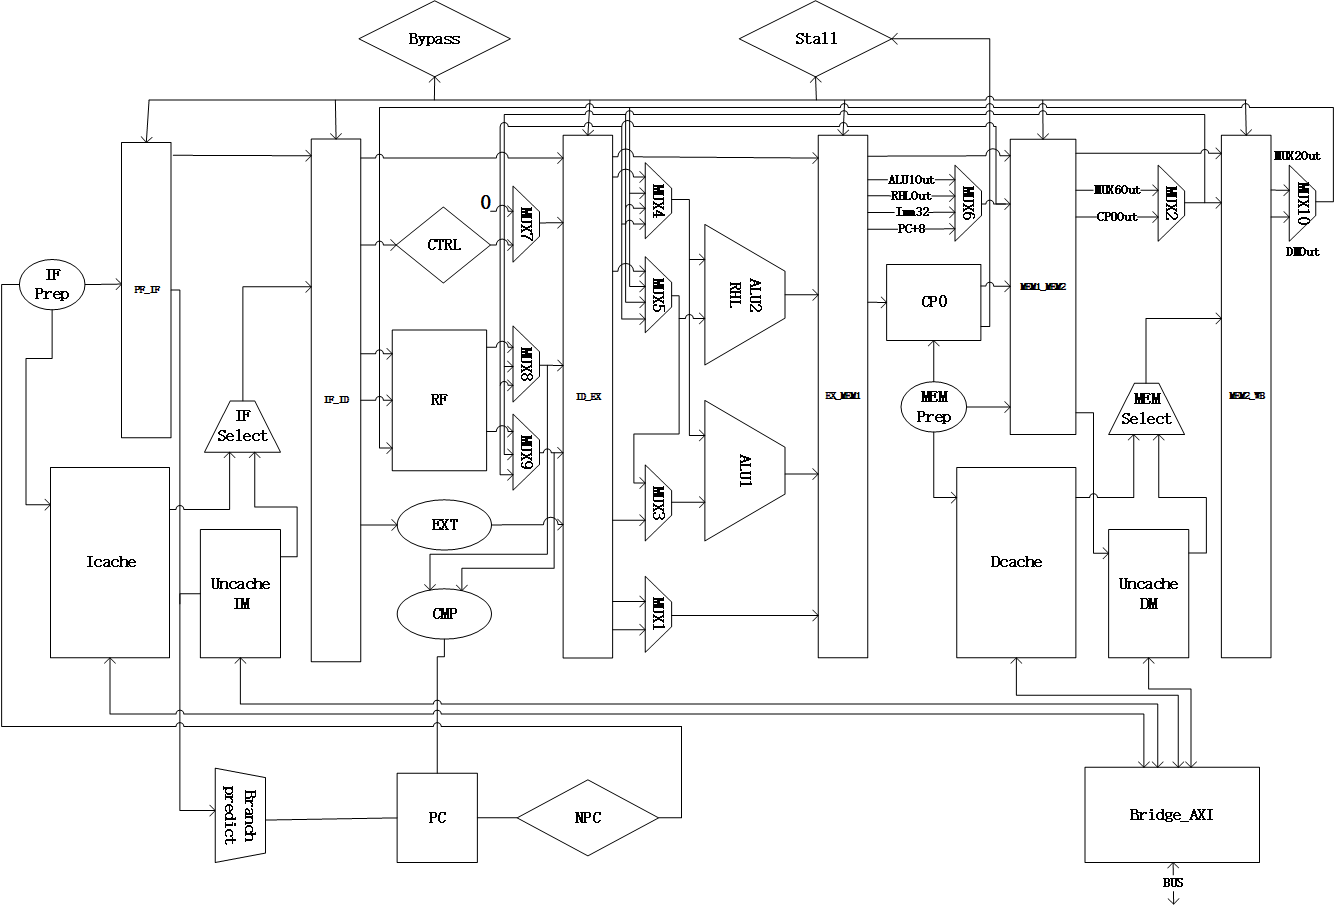 Bypass
Stall
MUX2Out
0
MUX7
MUX4
ALU1Out
RHLOut
Imm32
PC+8
MUX6
MUX6Out
CP0Out
MUX2
MUX10
DMOut
CTRL
IF
Prep
PF_IF
MUX5
ALU2
RHL
CP0
MEM1_MEM2
MUX8
IF_ID
RF
ID_EX
EX_MEM1
MEM
Prep
MEM
Select
MEM2_WB
IF
Select
MUX9
ALU1
MUX3
EXT
Icache
Uncache
IM
CMP
MUX1
Dcache
Uncache
DM
Branch
predict
PC
NPC
Bridge_AXI
BUS